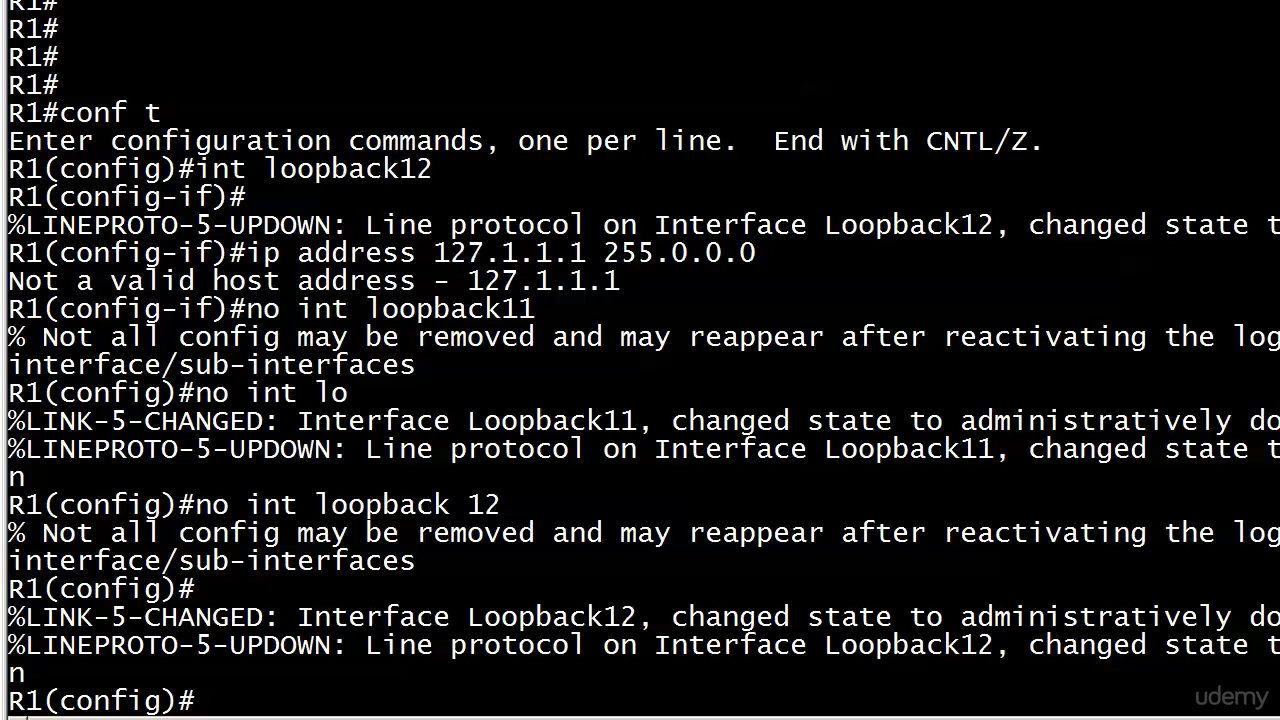 R1#
R1#
R1#
R1#
R1#conf t
Enter configuration commands, one per line.  End with CNTL/Z.
R1(config)#int loopback12
R1(config-if)#
%LINEPROTO-5-UPDOWN: Line protocol on Interface Loopback12, changed state t
R1(config-if)#ip address 127.1.1.1 255.0.0.0
Not a valid host address - 127.1.1.1
R1(config-if)#no int loopback11
% Not all config may be removed and may reappear after reactivating the log
interface/sub-interfaces
R1(config)#no int lo
%LINK-5-CHANGED: Interface Loopback11, changed state to administratively do
%LINEPROTO-5-UPDOWN: Line protocol on Interface Loopback11, changed state t
n
R1(config)#no int loopback 12
% Not all config may be removed and may reappear after reactivating the log
interface/sub-interfaces
R1(config)#
%LINK-5-CHANGED: Interface Loopback12, changed state to administratively do
%LINEPROTO-5-UPDOWN: Line protocol on Interface Loopback12, changed state t
n
R1(config)#
udemy